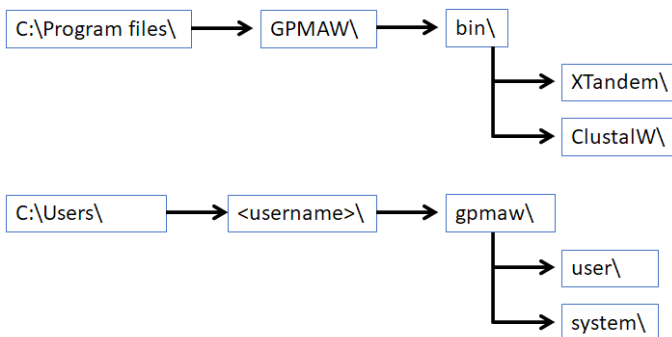 C:\Program files\ GPMAW\ bin\
XTandem\
ClustalW\
C:\Users\ <username>\ gpmaw\
user\
system\